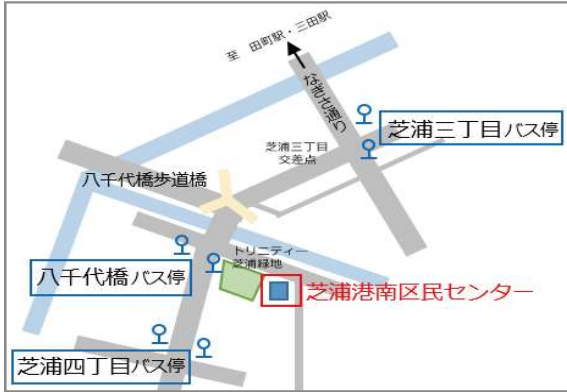 至　田町駅・三田駅
なぎさ通り
芝浦三丁目バス停
芝浦三丁目
交差点
八千代橋歩道橋
トリニティー
芝浦緑地
八千代橋バス停
芝浦港南区民センター
芝浦四丁目バス停